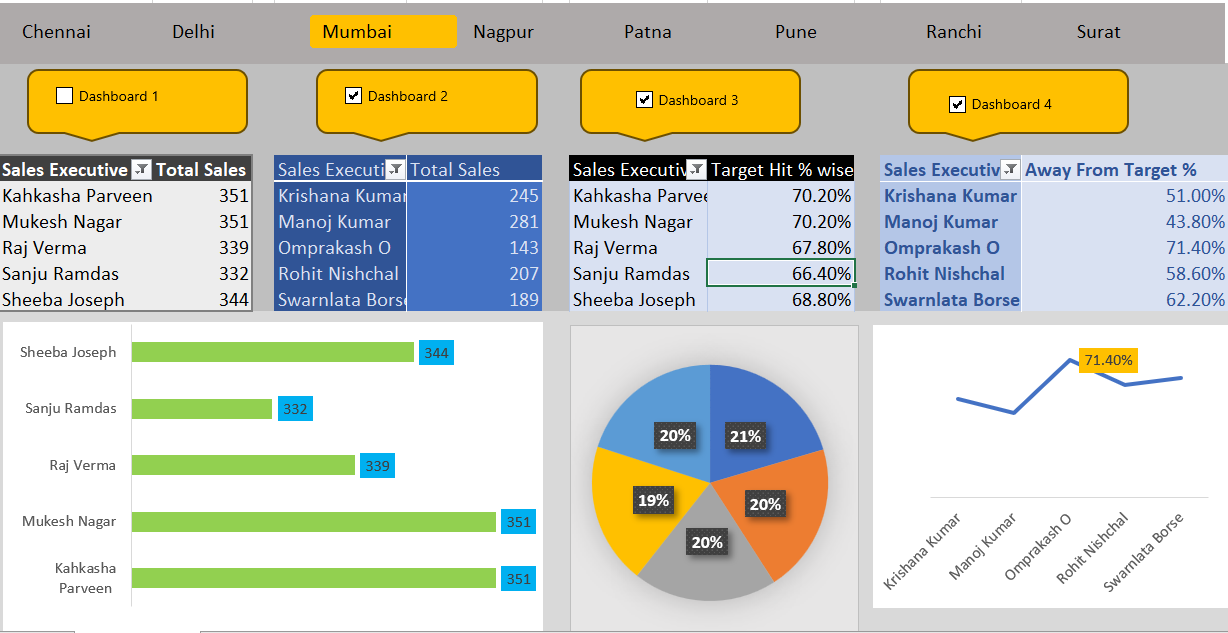 Chennai Delhi Mumbai Nagpur Patna Pune Ranchi Surat
Dashboard 1 Dashboard 2 Dashboard 3 Dashboard 4
Sales Executive Total Sales
Kahkasha Parveen 351
Mukesh Nagar 351
Raj Verma 339
Sanju Ramdas 332
Sheeba Joseph 344
Sales Executi Total Sales
Krishana Kumar 245
Manoj Kumar 281
Omprakash O 143
Rohit Nishchal 207
Swarnlata Borse 189
Sales Executiv Target Hit % wise
Kahkasha Parvee 70.20%
Mukesh Nagar 70.20%
Raj Verma 67.80%
Sanju Ramdas 66.40%
Sheeba Joseph 68.80%
Sales Executiv Away From Target %
Krishana Kumar 51.00%
Manoj Kumar 43.80%
Omprakash O 71.40%
Rohit Nishchal 58.60%
Swarnlata Borse 62.20%
Sheeba Joseph 344
Sanju Ramdas 332
Raj Verma 339
Mukesh Nagar 351
Kahkasha
Parveen 351
20% 21%
19% 20%
20%
71.40%
Krishana Kumar
Manoj Kumar
Omprakash O
Rohit Nishchal
Swarnlata Borse